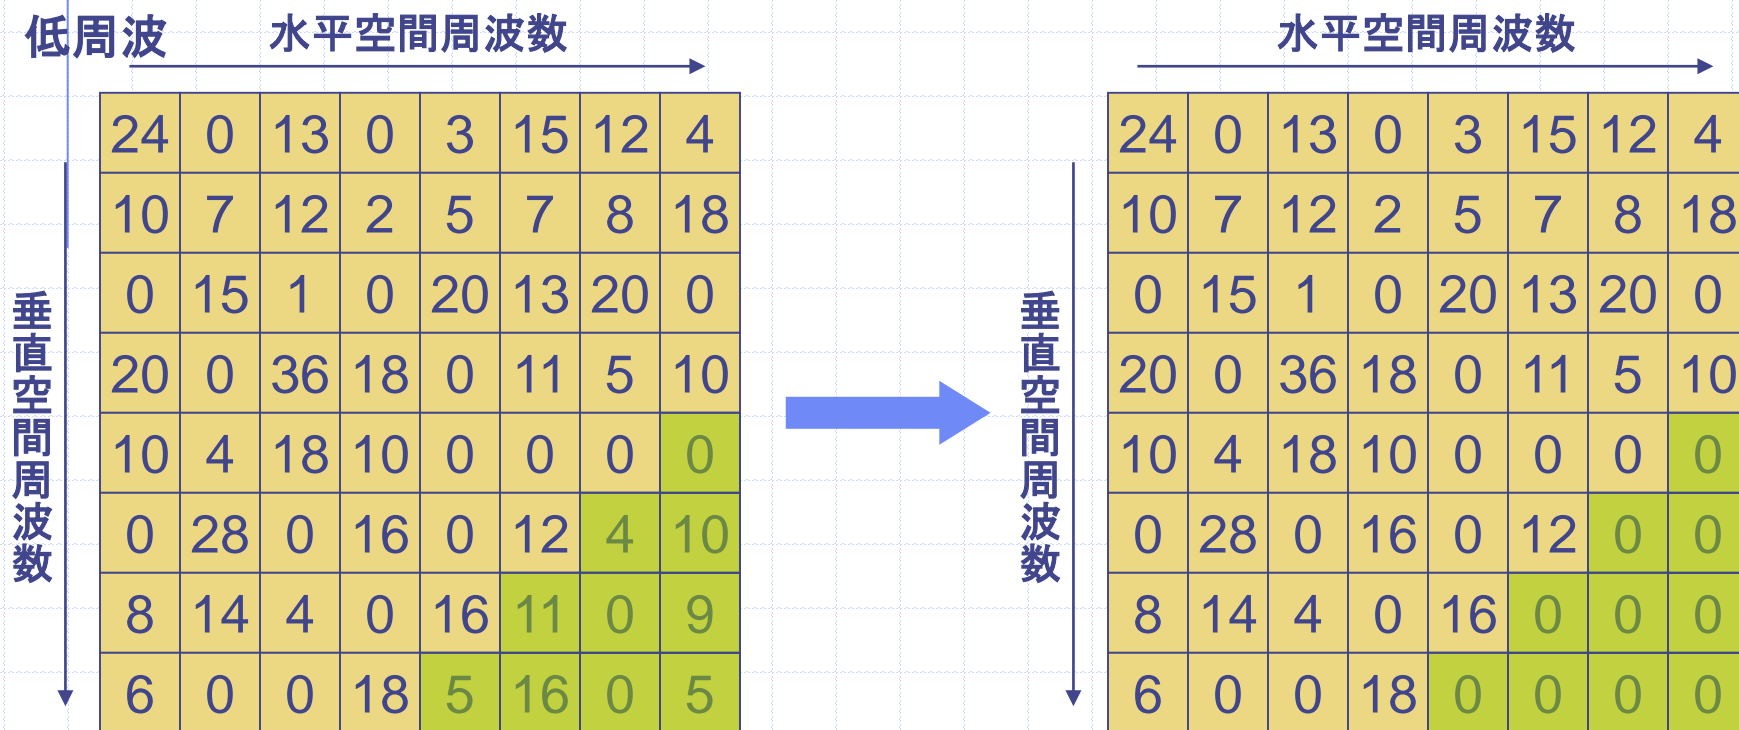 低周波
水平空間周波数
垂直空間周波数
24 0 13 0 3 15 12 4
10 7 12 2 5 7 8 18
0 15 1 0 20 13 20 0
20 0 36 18 0 11 5 10
10 4 18 10 0 0 0 0
0 28 0 16 0 12 4 10
8 14 4 0 16 11 0 9
6 0 0 18 5 16 0 5
水平空間周波数
垂直空間周波数
24 0 13 0 3 15 12 4
10 7 12 2 5 7 8 18
0 15 1 0 20 13 20 0
20 0 36 18 0 11 5 10
10 4 18 10 0 0 0 0
0 28 0 16 0 12 0 0
8 14 4 0 16 0 0 0
6 0 0 18 0 0 0 0